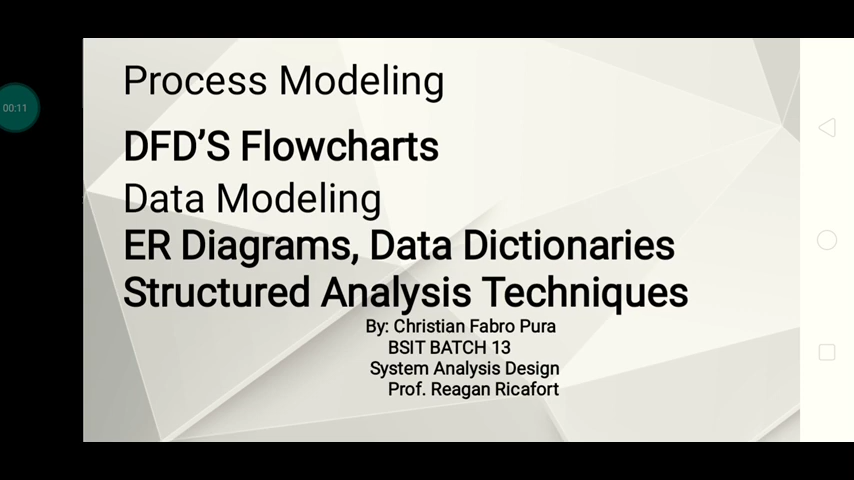 00:11
Process Modeling
DFD'S Flowcharts
Data Modeling
ER Diagrams, Data Dictionaries
Structured Analysis Techniques
By: Christian Fabro Pura
BSIT BATCH 13
System Analysis Design
Prof. Reagan Ricafort